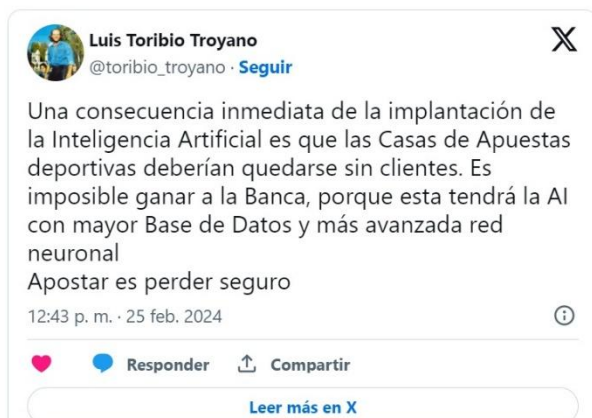 Luis Toribio Troyano
@toribio_troyano · Seguir
Una consecuencia inmediata de la implantación de
la Inteligencia Artificial es que las Casas de Apuestas
deportivas deberían quedarse sin clientes. Es
imposible ganar a la Banca, porque esta tendrá la AI
con mayor Base de Datos y más avanzada red
neuronal
Apostar es perder seguro
12:43 p. m. · 25 feb. 2024
Responder Compartir
Leer más en X